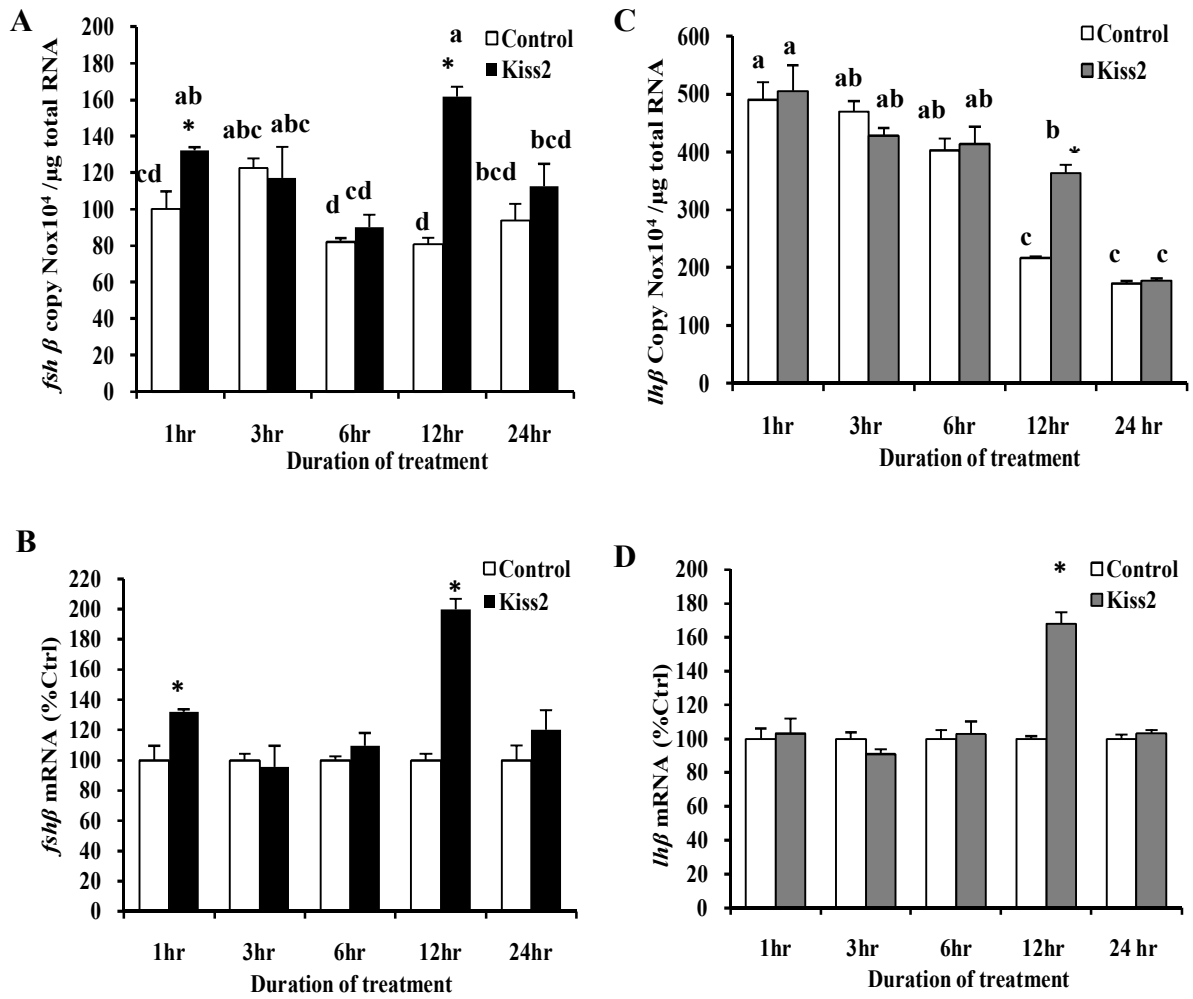 A
Control
Kiss2
fsh β copy Nox10⁴ /µg total RNA
200
180
160
140
120
100
80
60
40
20
0
cd
ab
*
abc
abc
d
cd
d
a
*
bcd
bcd
1hr
3hr
6hr
12hr
24hr
Duration of treatment
C
Control
Kiss2
lhβ Copy Nox10⁴ /µg total RNA
600
500
400
300
200
100
0
a
a
ab
ab
ab
ab
c
b
*
c
c
1hr
3hr
6hr
12hr
24 hr
Duration of treatment
B
Control
Kiss2
fshβ mRNA (%Ctrl)
220
200
180
160
140
120
100
80
60
40
20
0
*
*
1hr
3hr
6hr
12hr
24hr
Duration of treatment
D
Control
Kiss2
lhβ mRNA (%Ctrl)
200
180
160
140
120
100
80
60
40
20
0
*
1hr
3hr
6hr
12hr
24hr
Duration of treatment